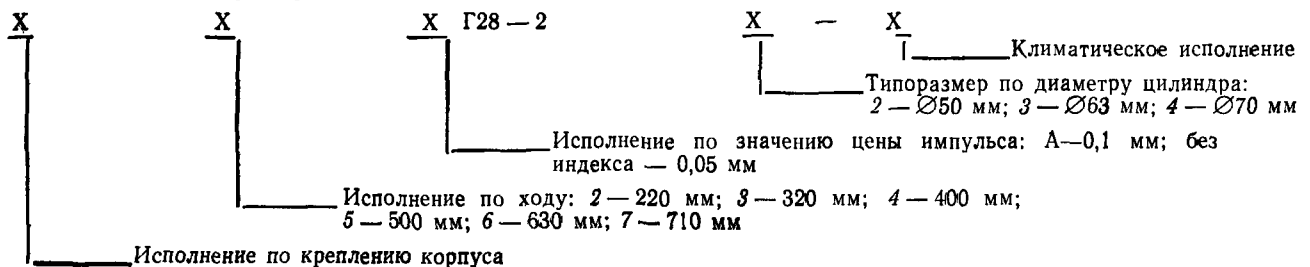 X X X Г28 — 2 X — X
Климатическое исполнение
Типоразмер по диаметру цилиндра:
2 — ∅50 мм; 3 — ∅63 мм; 4 — ∅70 мм
Исполнение по значению цены импульса: А—0,1 мм; без
индекса — 0,05 мм
Исполнение по ходу: 2 — 220 мм; 3 — 320 мм; 4 — 400 мм;
5 — 500 мм; 6 — 630 мм; 7 — 710 мм
Исполнение по креплению корпуса